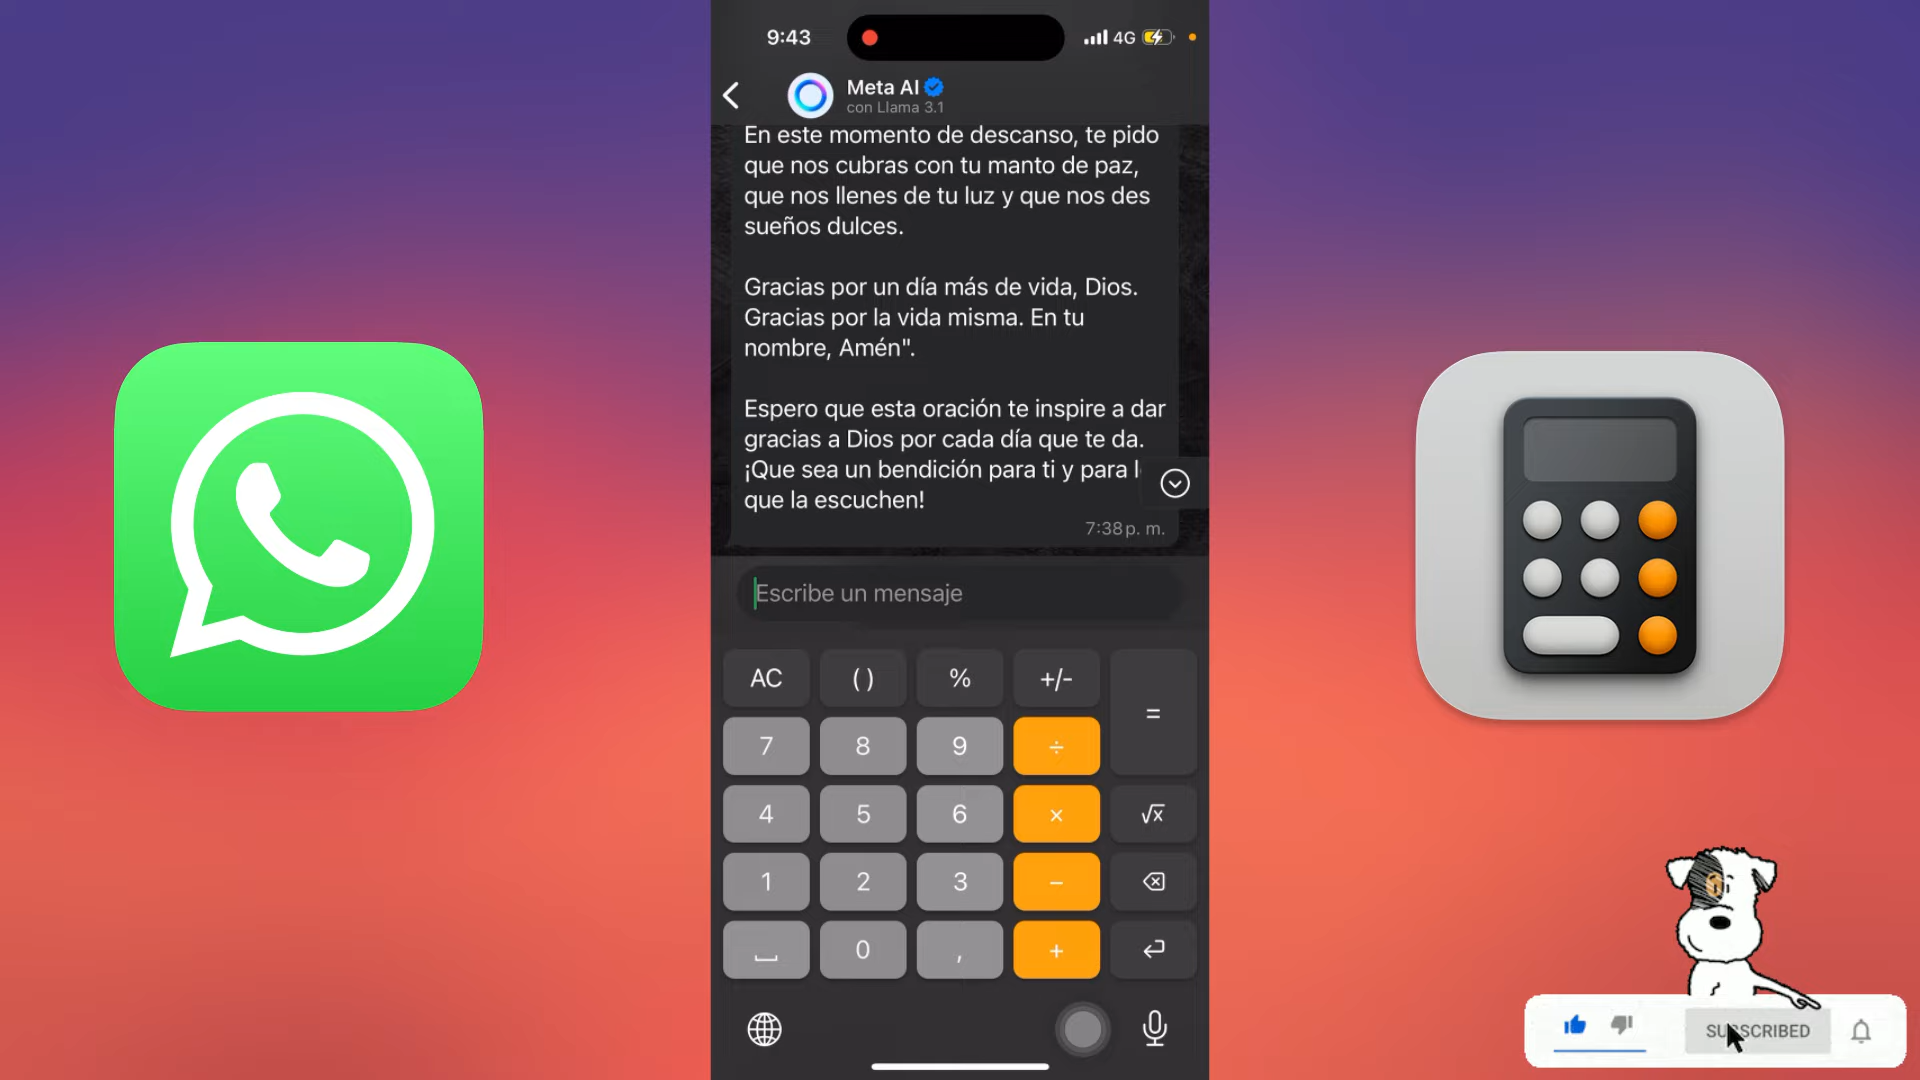 9:43
4G
Meta AI
con Llama 3.1
En este momento de descanso, te pido
que nos cubras con tu manto de paz,
que nos llenes de tu luz y que nos des
sueños dulces.
Gracias por un día más de vida, Dios.
Gracias por la vida misma. En tu
nombre, Amén".
Espero que esta oración te inspire a dar
gracias a Dios por cada día que te da.
¡Que sea un bendición para ti y para l
que la escuchen!
7:38 p. m.
Escribe un mensaje
AC ( ) % +/- =
7 8 9 ÷
4 5 6 × √x
1 2 3 −
0 , +
SUBSCRIBED